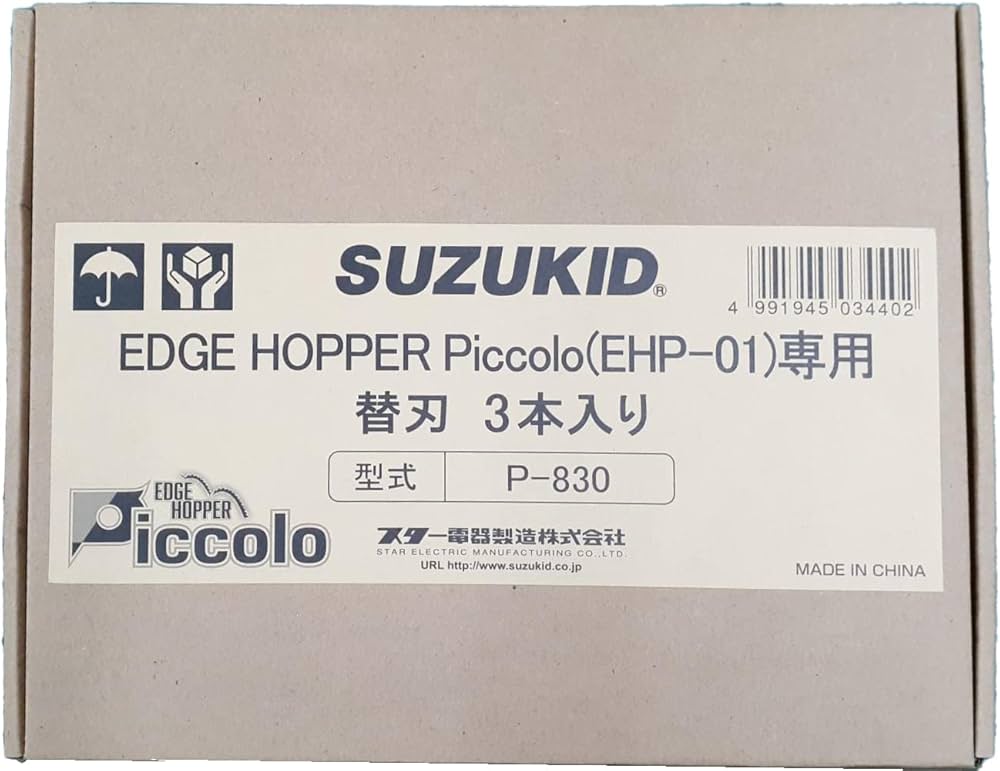 SUZUKID®
4 991945 034402
EDGE HOPPER Piccolo(EHP-01)専用
替刃 3本入り
型式 P-830
EDGE
HOPPER
Piccolo
スター電器製造株式会社
STAR ELECTRIC MANUFACTURING CO.,LTD.
URL http://www.suzukid.co.jp
MADE IN CHINA